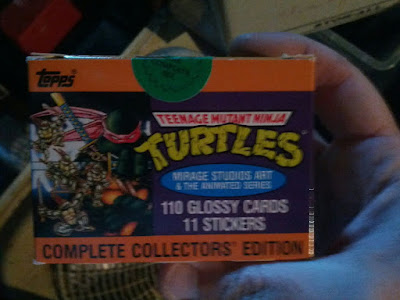 Topps®
TEENAGE MUTANT NINJA
TURTLES
MIRAGE STUDIOS ART
& THE ANIMATED SERIES
110 GLOSSY CARDS
11 STICKERS
COMPLETE COLLECTORS' EDITION